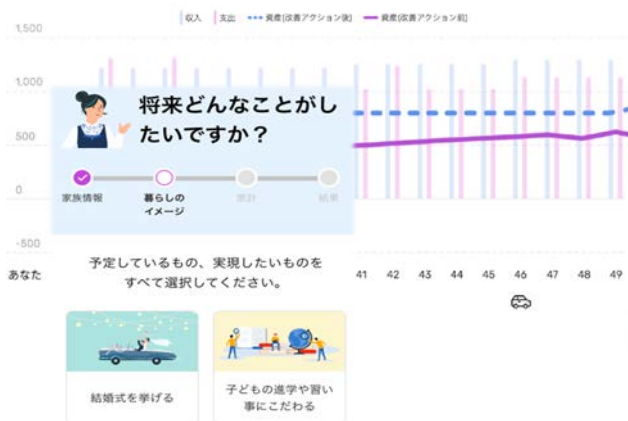 収入 支出 資産[改善アクション後] 資産[改善アクション前]
1,500
1,000
500
0
-500
将来どんなことがし
たいですか？
家族情報 暮らしの 家計 結果
イメージ
予定しているもの、実現したいものを
すべて選択してください。
あなた 41 42 43 44 45 46 47 48 49
結婚式を挙げる
子どもの進学や習い
事にこだわる